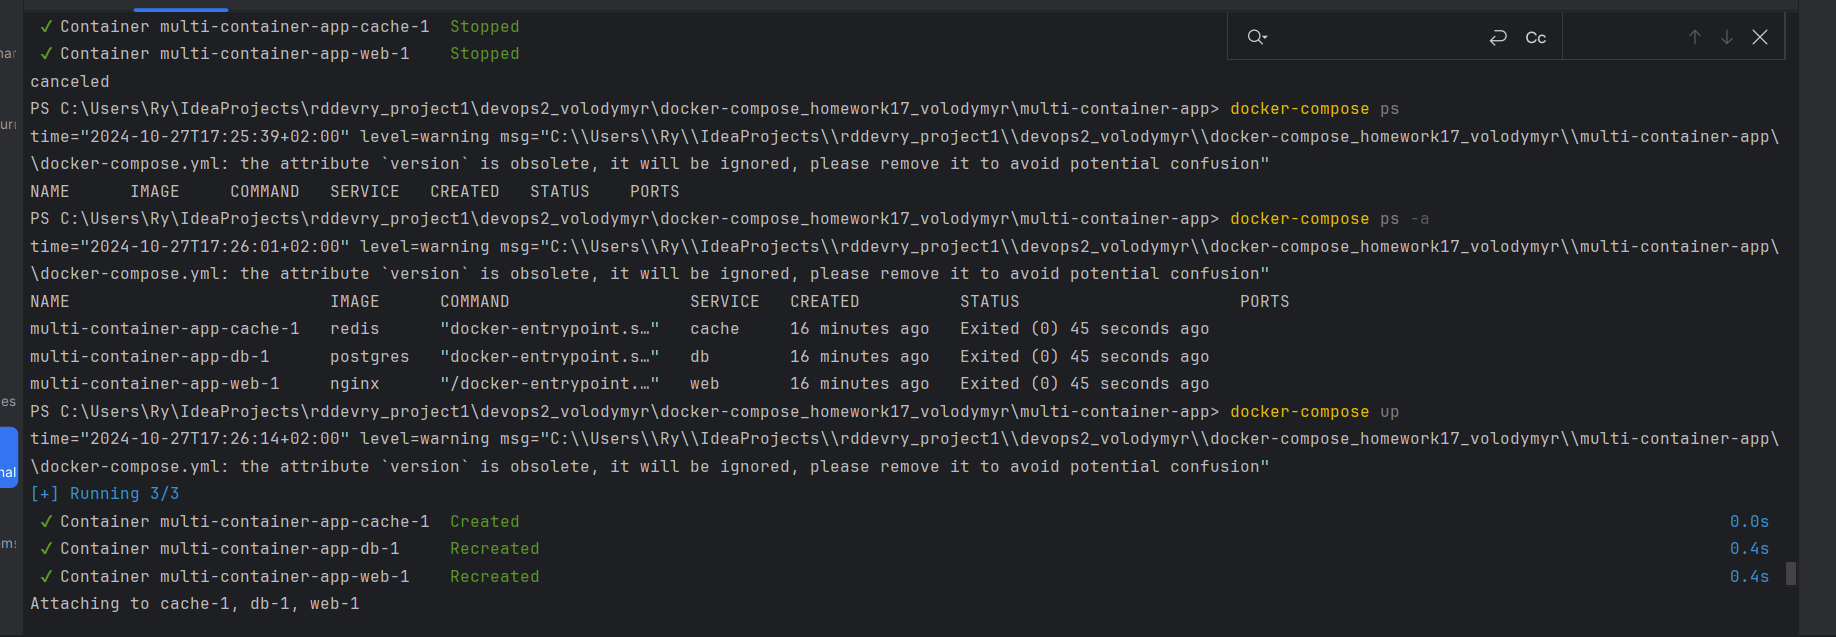 ✓ Container multi-container-app-cache-1  Stopped
✓ Container multi-container-app-web-1    Stopped
Cc
canceled
PS C:\Users\Ry\IdeaProjects\rddevry_project1\devops2_volodymyr\docker-compose_homework17_volodymyr\multi-container-app> docker-compose ps
time="2024-10-27T17:25:39+02:00" level=warning msg="C:\\Users\\Ry\\IdeaProjects\\rddevry_project1\\devops2_volodymyr\\docker-compose_homework17_volodymyr\\multi-container-app\
\docker-compose.yml: the attribute `version` is obsolete, it will be ignored, please remove it to avoid potential confusion"
NAME      IMAGE     COMMAND   SERVICE   CREATED   STATUS    PORTS
PS C:\Users\Ry\IdeaProjects\rddevry_project1\devops2_volodymyr\docker-compose_homework17_volodymyr\multi-container-app> docker-compose ps -a
time="2024-10-27T17:26:01+02:00" level=warning msg="C:\\Users\\Ry\\IdeaProjects\\rddevry_project1\\devops2_volodymyr\\docker-compose_homework17_volodymyr\\multi-container-app\
\docker-compose.yml: the attribute `version` is obsolete, it will be ignored, please remove it to avoid potential confusion"
NAME                          IMAGE      COMMAND                  SERVICE   CREATED          STATUS                      PORTS
multi-container-app-cache-1   redis      "docker-entrypoint.s…"   cache     16 minutes ago   Exited (0) 45 seconds ago
multi-container-app-db-1      postgres   "docker-entrypoint.s…"   db        16 minutes ago   Exited (0) 45 seconds ago
multi-container-app-web-1     nginx      "/docker-entrypoint.…"   web       16 minutes ago   Exited (0) 45 seconds ago
PS C:\Users\Ry\IdeaProjects\rddevry_project1\devops2_volodymyr\docker-compose_homework17_volodymyr\multi-container-app> docker-compose up
time="2024-10-27T17:26:14+02:00" level=warning msg="C:\\Users\\Ry\\IdeaProjects\\rddevry_project1\\devops2_volodymyr\\docker-compose_homework17_volodymyr\\multi-container-app\
\docker-compose.yml: the attribute `version` is obsolete, it will be ignored, please remove it to avoid potential confusion"
[+] Running 3/3
✓ Container multi-container-app-cache-1  Created    0.0s
✓ Container multi-container-app-db-1     Recreated  0.4s
✓ Container multi-container-app-web-1    Recreated  0.4s
Attaching to cache-1, db-1, web-1